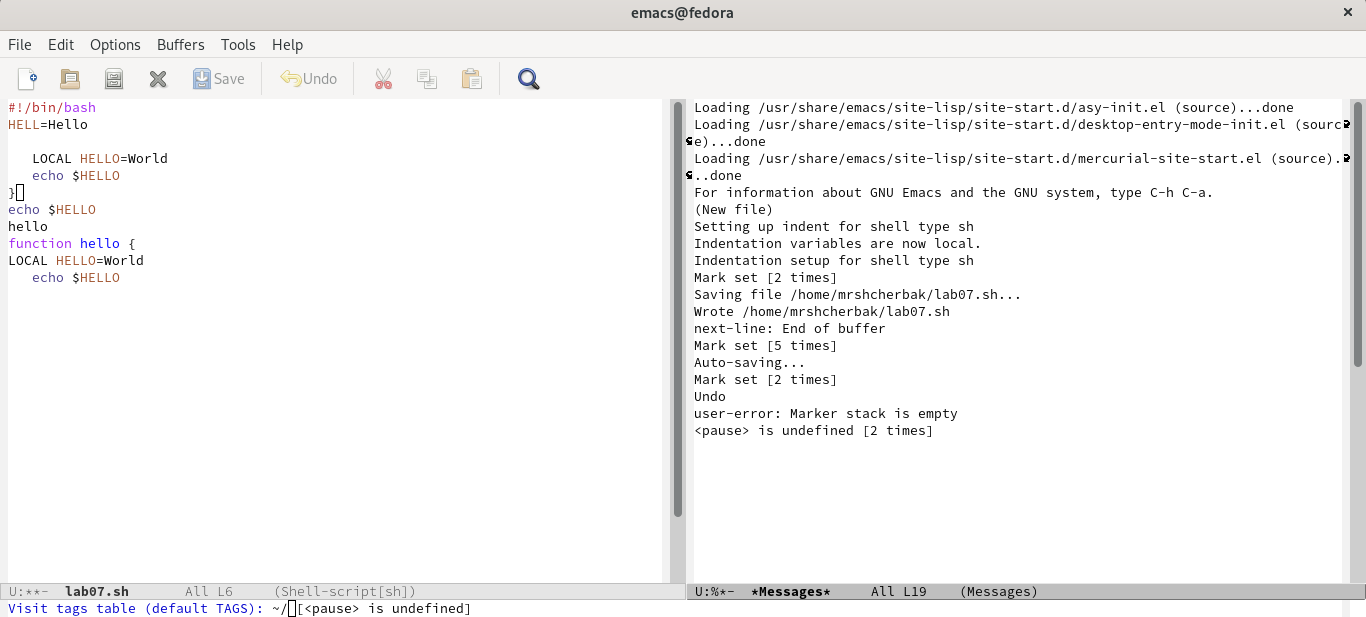 emacs@fedora
×
File Edit Options Buffers Tools Help
Save Undo
#!/bin/bash
HELL=Hello
   LOCAL HELLO=World
   echo $HELLO
}
echo $HELLO
hello
function hello {
LOCAL HELLO=World
   echo $HELLO
Loading /usr/share/emacs/site-lisp/site-start.d/asy-init.el (source)...done
Loading /usr/share/emacs/site-lisp/site-start.d/desktop-entry-mode-init.el (sourc
e)...done
Loading /usr/share/emacs/site-lisp/site-start.d/mercurial-site-start.el (source).
..done
For information about GNU Emacs and the GNU system, type C-h C-a.
(New file)
Setting up indent for shell type sh
Indentation variables are now local.
Indentation setup for shell type sh
Mark set [2 times]
Saving file /home/mrshcherbak/lab07.sh...
Wrote /home/mrshcherbak/lab07.sh
next-line: End of buffer
Mark set [5 times]
Auto-saving...
Mark set [2 times]
Undo
user-error: Marker stack is empty
<pause> is undefined [2 times]
U:**-  lab07.sh       All L6     (Shell-script[sh])
U:%*-  *Messages*     All L19    (Messages)
Visit tags table (default TAGS): ~/ [<pause> is undefined]